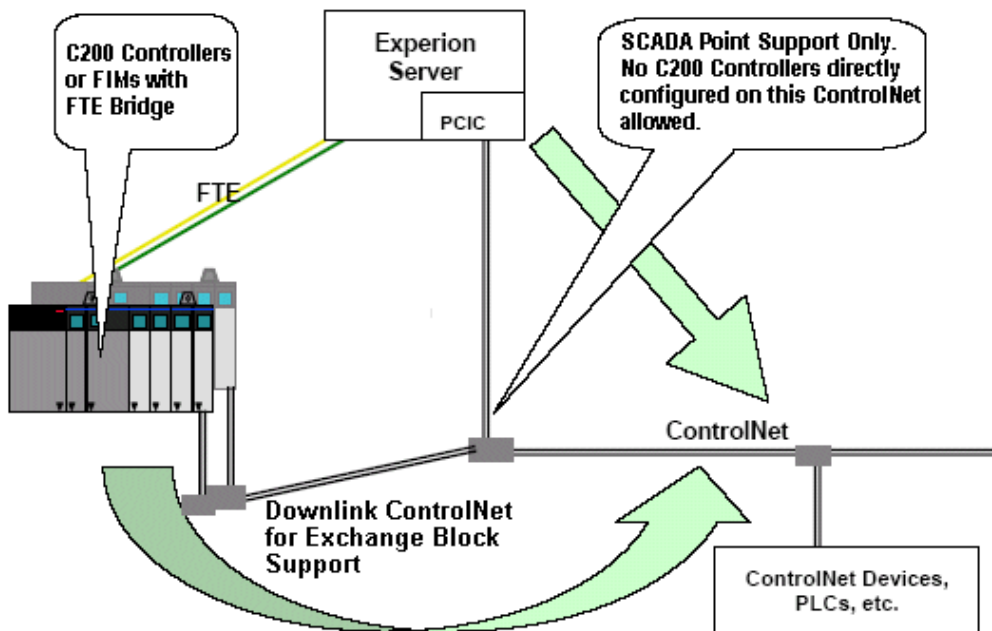 C200 Controllers
or FIMs with
FTE Bridge
Experion
Server
PCIC
SCADA Point Support Only.
No C200 Controllers directly
configured on this ControlNet
allowed.
FTE
ControlNet
Downlink ControlNet
for Exchange Block
Support
ControlNet Devices,
PLCs, etc.